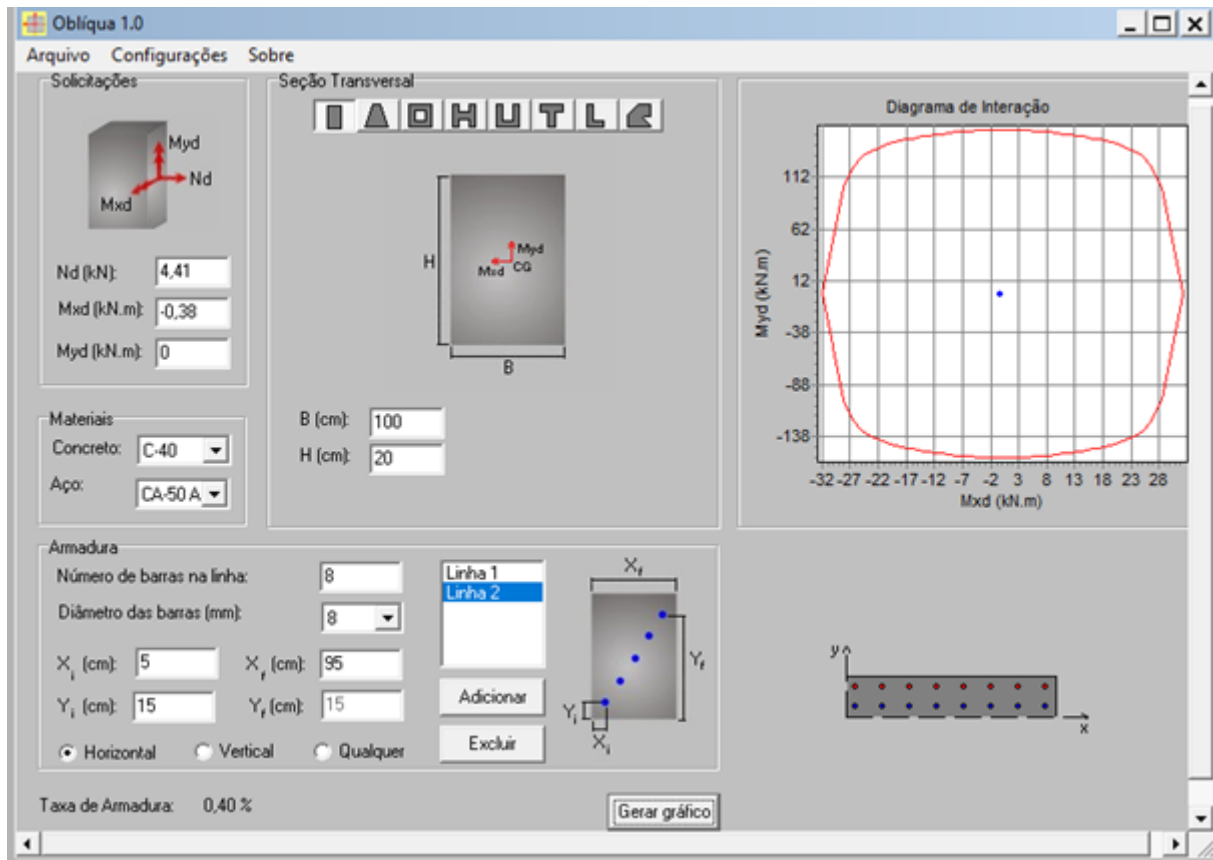 Oblíqua 1.0
Arquivo Configurações Sobre
Solicitações
Myd
Nd
Mxd
Nd (kN): 4,41
Mxd (kN.m): -0,38
Myd (kN.m): 0
Materiais
Concreto: C-40
Aço: CA-50 A
Seção Transversal
H
Myd
Mxd CG
B
B (cm): 100
H (cm): 20
Diagrama de Interação
Myd (kN.m)
112
62
12
-38
-88
-138
-32 -27 -22 -17 -12 -7 -2 3 8 13 18 23 28
Mxd (kN.m)
Armadura
Número de barras na linha: 8
Diâmetro das barras (mm): 8
Xi (cm): 5 Xf (cm): 95
Yi (cm): 15 Yf (cm): 15
Horizontal Vertical Qualquer
Linha 1
Linha 2
Adicionar
Excluir
Xf
Yf
Yi
Xi
y
x
Taxa de Armadura: 0,40 %
Gerar gráfico